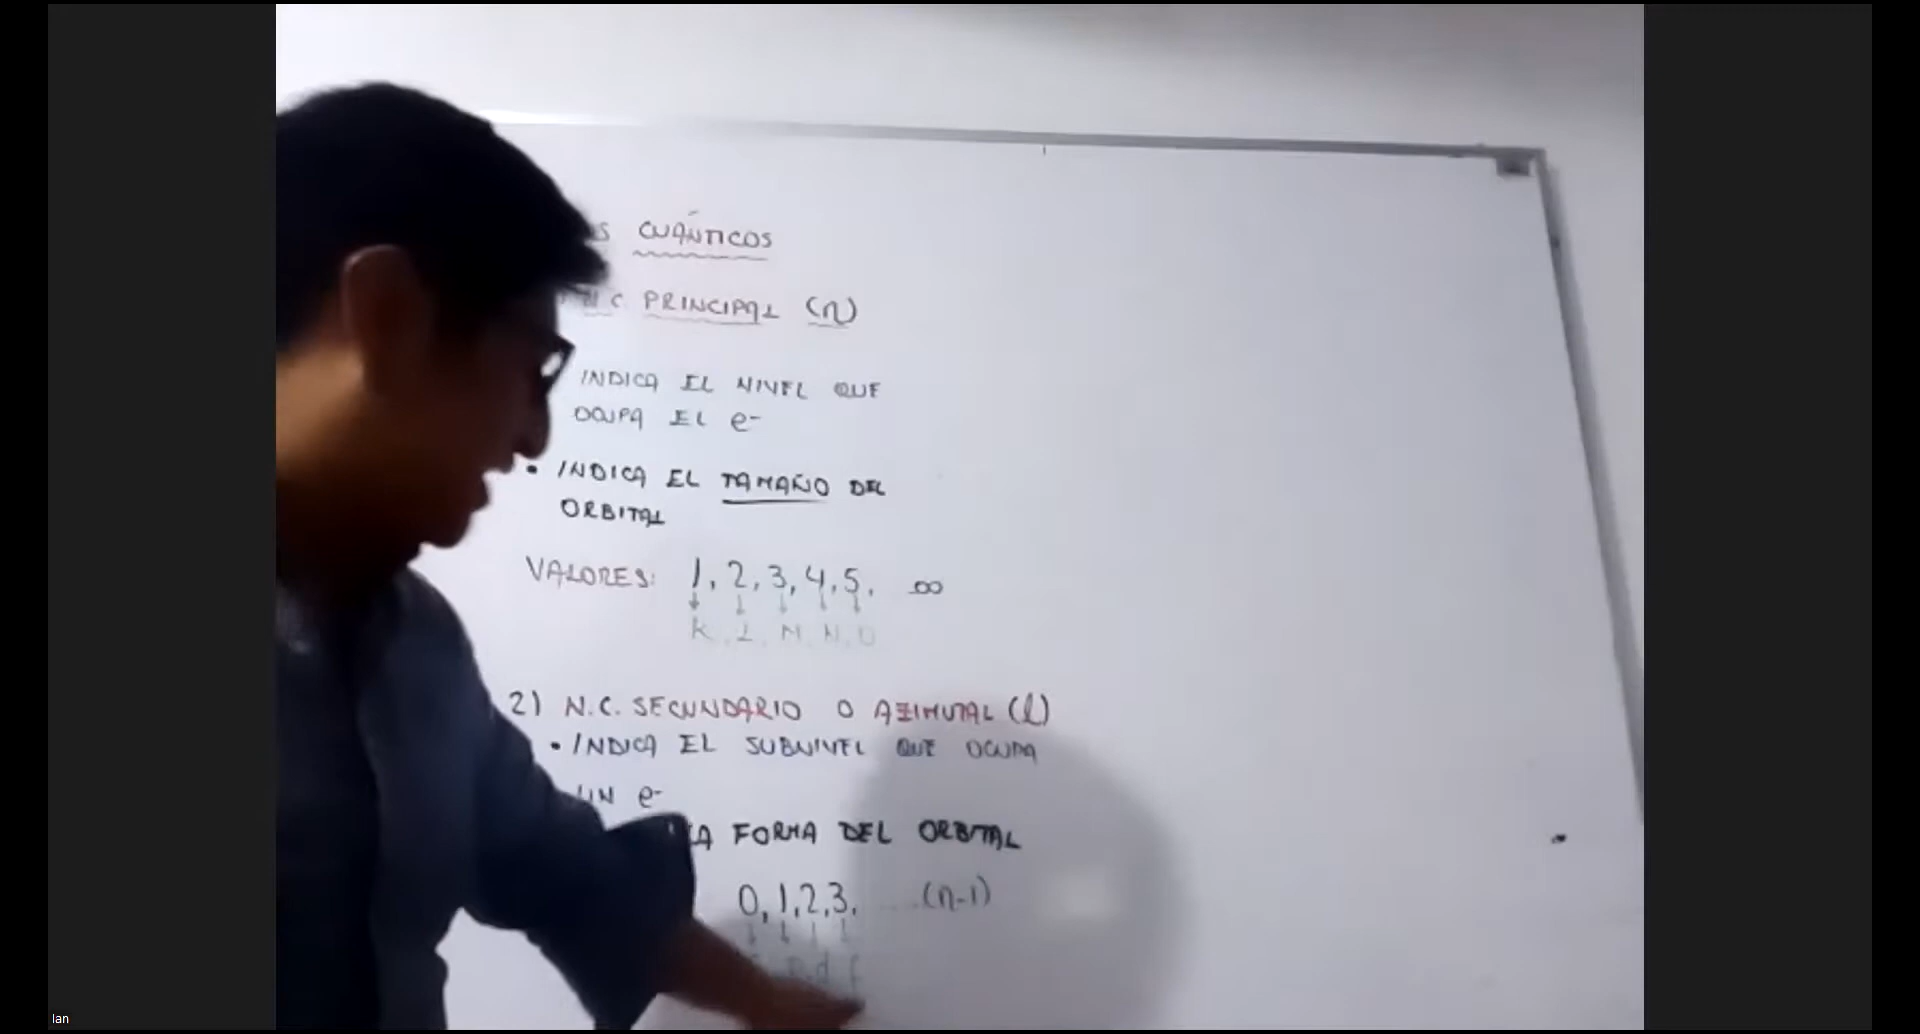 CUÁNTICOS
N.C PRINCIPAL (n)
INDICA EL NIVEL QUE
OCUPA EL e-
• INDICA EL TAMAÑO DEL
ORBITAL
VALORES: 1, 2, 3, 4, 5, ∞
K, L, M, N, O
2) N.C. SECUNDARIO O AZIMUTAL (l)
• INDICA EL SUBNIVEL QUE OCUPA
UN e-
FORMA DEL ORBITAL
0, 1, 2, 3, .....(n-1)
d f
Ian